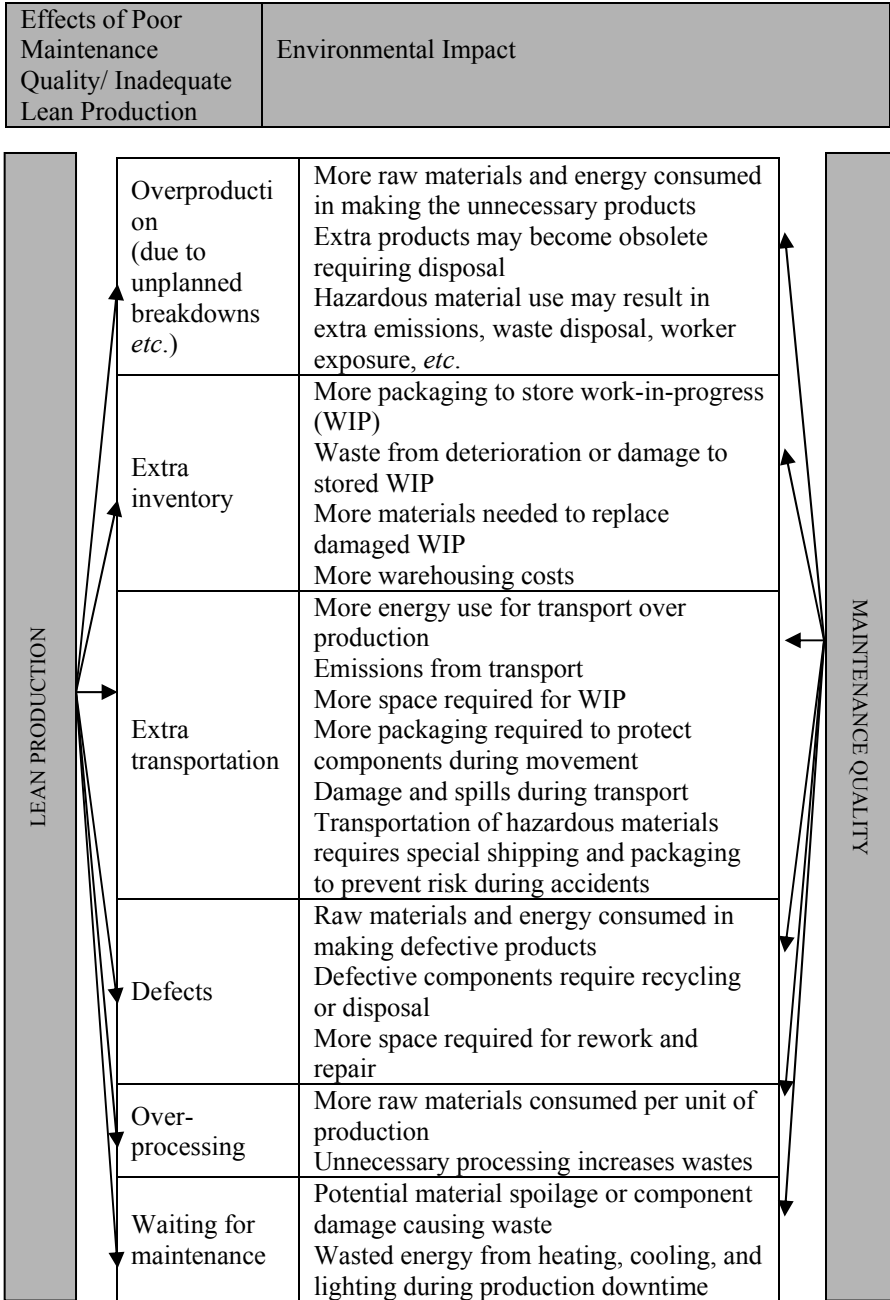 Effects of Poor
Maintenance
Quality/ Inadequate
Lean Production
Environmental Impact
LEAN PRODUCTION
Overproducti
on
(due to
unplanned
breakdowns
etc.)
More raw materials and energy consumed
in making the unnecessary products
Extra products may become obsolete
requiring disposal
Hazardous material use may result in
extra emissions, waste disposal, worker
exposure, etc.
Extra
inventory
More packaging to store work-in-progress
(WIP)
Waste from deterioration or damage to
stored WIP
More materials needed to replace
damaged WIP
More warehousing costs
Extra
transportation
More energy use for transport over
production
Emissions from transport
More space required for WIP
More packaging required to protect
components during movement
Damage and spills during transport
Transportation of hazardous materials
requires special shipping and packaging
to prevent risk during accidents
Defects
Raw materials and energy consumed in
making defective products
Defective components require recycling
or disposal
More space required for rework and
repair
Over-
processing
More raw materials consumed per unit of
production
Unnecessary processing increases wastes
Waiting for
maintenance
Potential material spoilage or component
damage causing waste
Wasted energy from heating, cooling, and
lighting during production downtime
MAINTENANCE QUALITY